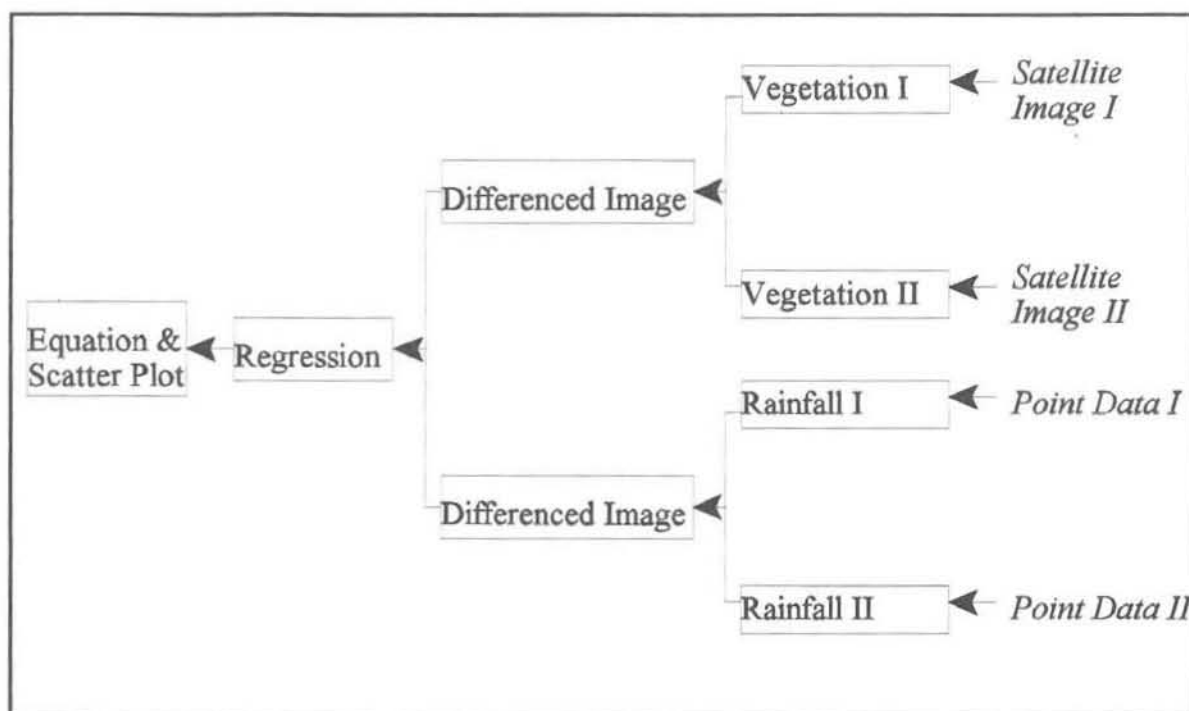 Vegetation I
Satellite
Image I
Differenced Image
Vegetation II
Satellite
Image II
Equation &
Scatter Plot
Regression
Rainfall I
Point Data I
Differenced Image
Rainfall II
Point Data II